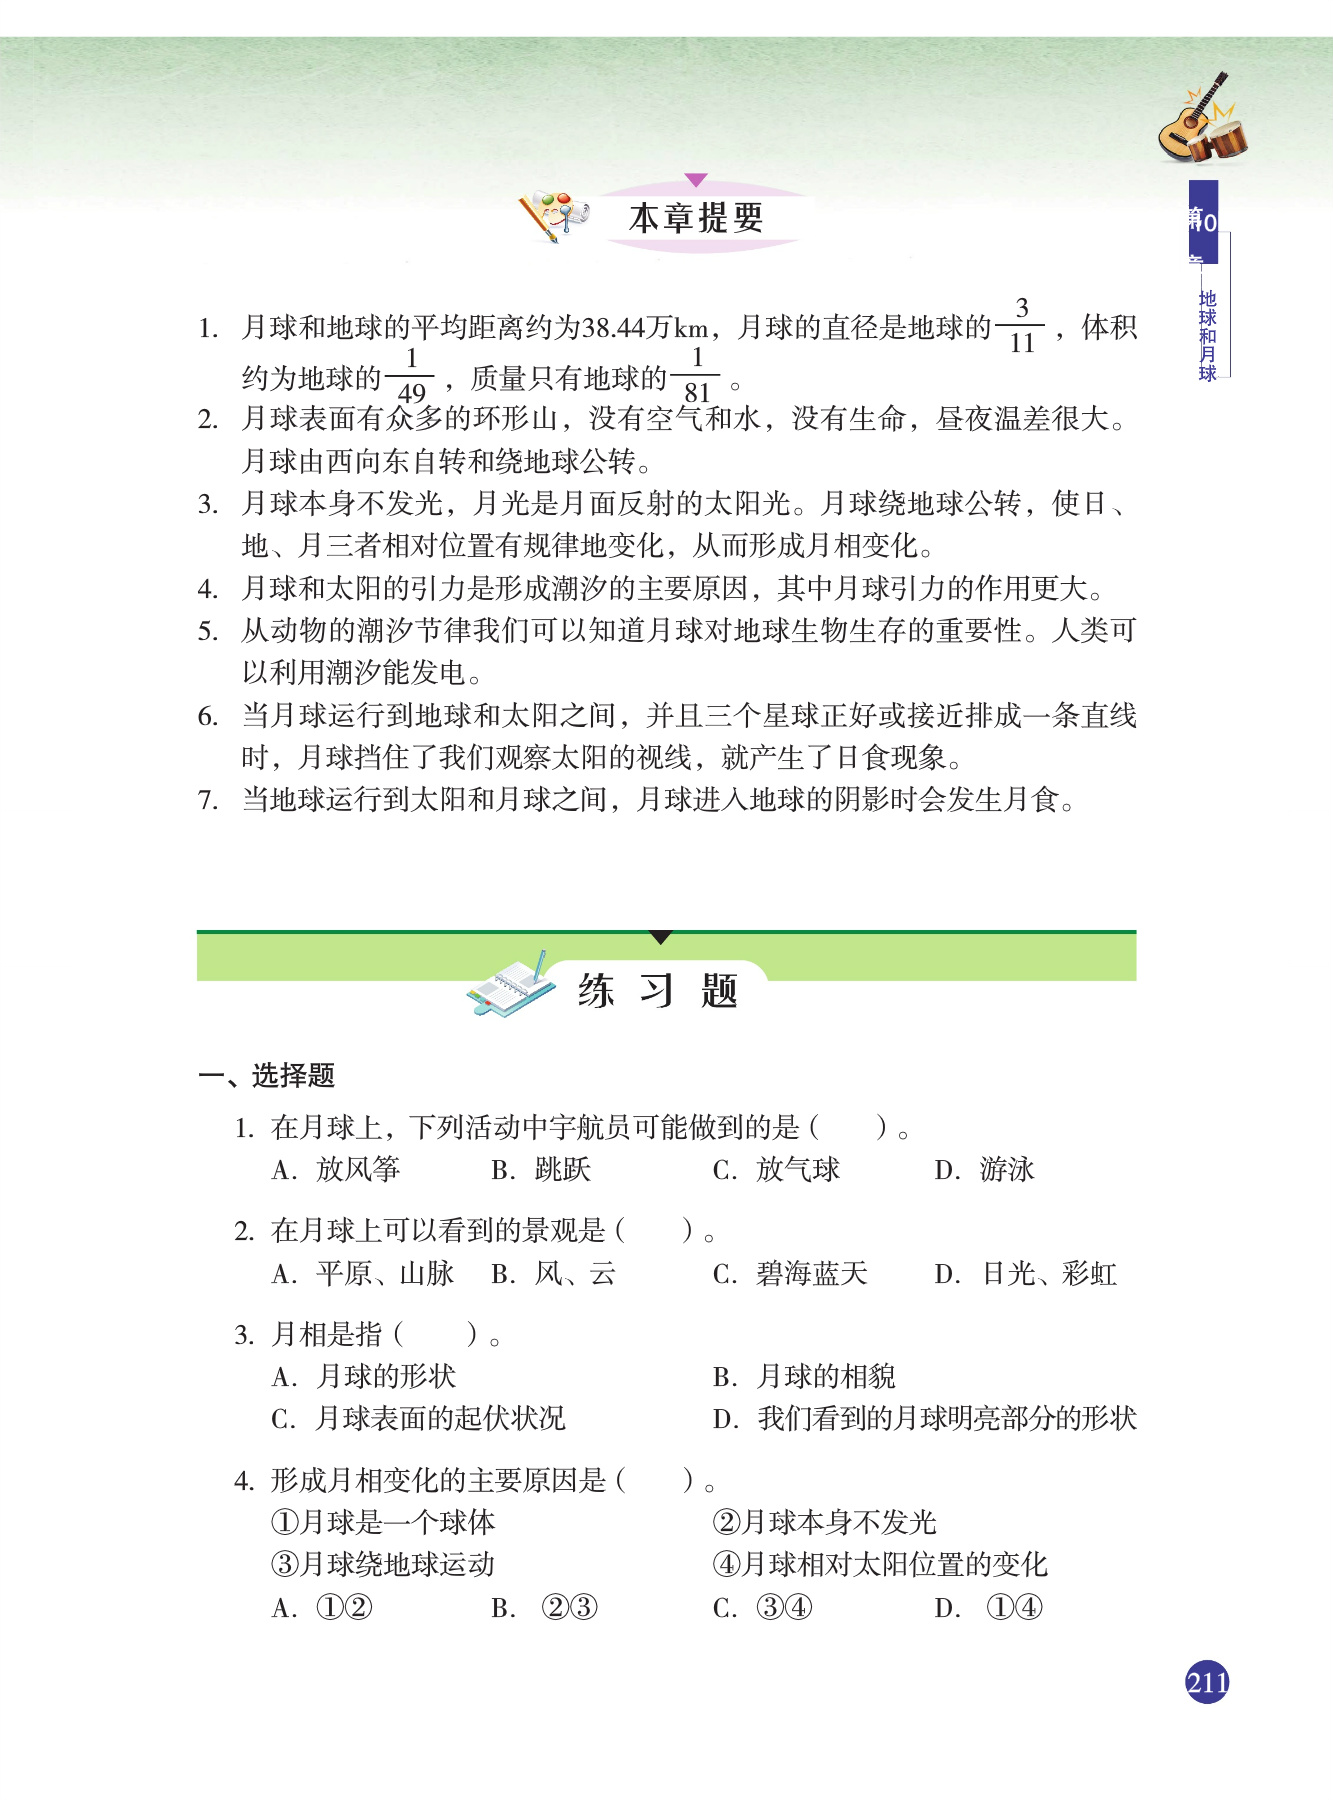 第10章
地球和月球
本章提要
1. 月球和地球的平均距离约为38.44万km，月球的直径是地球的3/11，体积
约为地球的1/49，质量只有地球的1/81。
2. 月球表面有众多的环形山，没有空气和水，没有生命，昼夜温差很大。
月球由西向东自转和绕地球公转。
3. 月球本身不发光，月光是月面反射的太阳光。月球绕地球公转，使日、
地、月三者相对位置有规律地变化，从而形成月相变化。
4. 月球和太阳的引力是形成潮汐的主要原因，其中月球引力的作用更大。
5. 从动物的潮汐节律我们可以知道月球对地球生物生存的重要性。人类可
以利用潮汐能发电。
6. 当月球运行到地球和太阳之间，并且三个星球正好或接近排成一条直线
时，月球挡住了我们观察太阳的视线，就产生了日食现象。
7. 当地球运行到太阳和月球之间，月球进入地球的阴影时会发生月食。
练 习 题
一、选择题
1. 在月球上，下列活动中宇航员可能做到的是（　　）。
A. 放风筝 B. 跳跃 C. 放气球 D. 游泳
2. 在月球上可以看到的景观是（　　）。
A. 平原、山脉 B. 风、云 C. 碧海蓝天 D. 日光、彩虹
3. 月相是指（　　）。
A. 月球的形状 B. 月球的相貌
C. 月球表面的起伏状况 D. 我们看到的月球明亮部分的形状
4. 形成月相变化的主要原因是（　　）。
①月球是一个球体 ②月球本身不发光
③月球绕地球运动 ④月球相对太阳位置的变化
A. ①② B. ②③ C. ③④ D. ①④
211